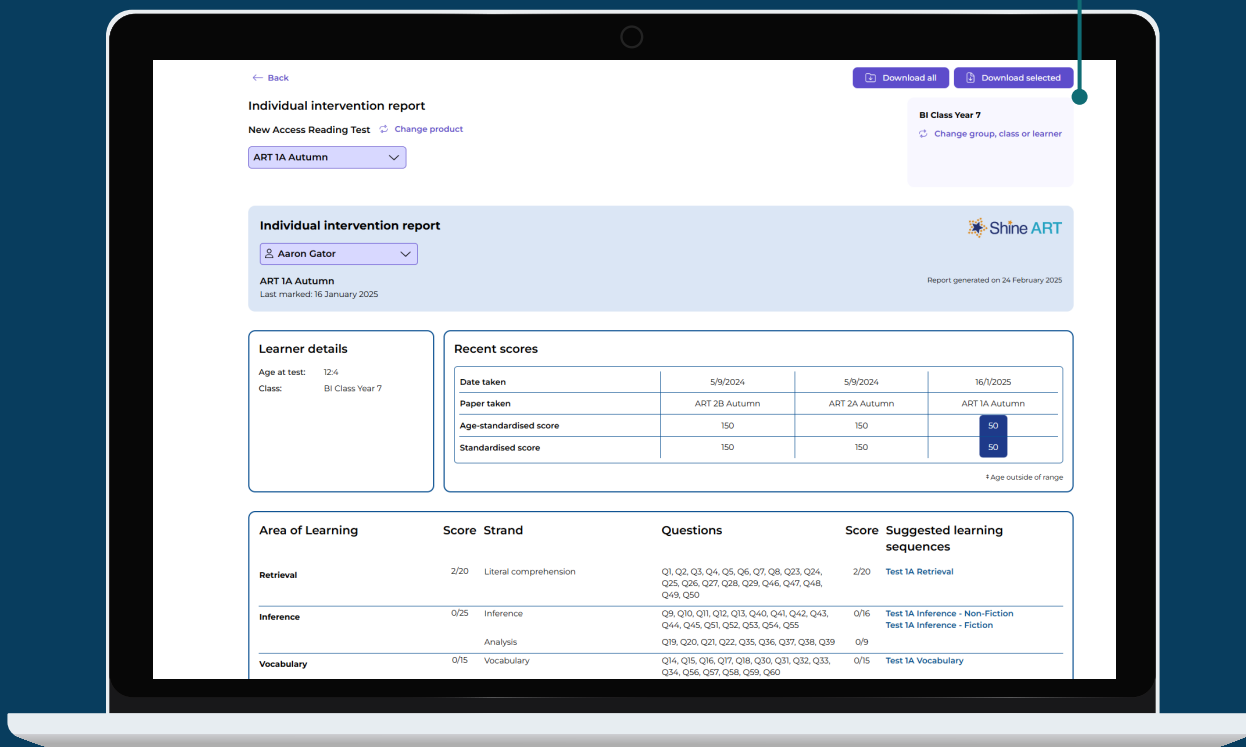 Back
Download all
Download selected
Individual intervention report
New Access Reading Test
Change product
ART 1A Autumn
BI Class Year 7
Change group, class or learner
Individual intervention report
Shine ART
Aaron Gator
ART 1A Autumn
Last marked: 16 January 2025
Report generated on 24 February 2025
Learner details
Age at test: 12:4
Class: BI Class Year 7
Recent scores
Date taken 5/9/2024 5/9/2024 16/1/2025
Paper taken ART 2B Autumn ART 2A Autumn ART 1A Autumn
Age-standardised score 150 150 50
Standardised score 150 150 50
‡ Age outside of range
Area of Learning Score Strand Questions Score Suggested learning
sequences
Retrieval 2/20 Literal comprehension Q1, Q2, Q3, Q4, Q5, Q6, Q7, Q8, Q23, Q24, 2/20 Test 1A Retrieval
Q25, Q26, Q27, Q28, Q29, Q46, Q47, Q48,
Q49, Q50
Inference 0/25 Inference Q9, Q10, Q11, Q12, Q13, Q40, Q41, Q42, Q43, 0/16 Test 1A Inference - Non-Fiction
Q44, Q45, Q51, Q52, Q53, Q54, Q55 Test 1A Inference - Fiction
Analysis Q19, Q20, Q21, Q22, Q35, Q36, Q37, Q38, Q39 0/9
Vocabulary 0/15 Vocabulary Q14, Q15, Q16, Q17, Q18, Q30, Q31, Q32, Q33, 0/15 Test 1A Vocabulary
Q34, Q56, Q57, Q58, Q59, Q60